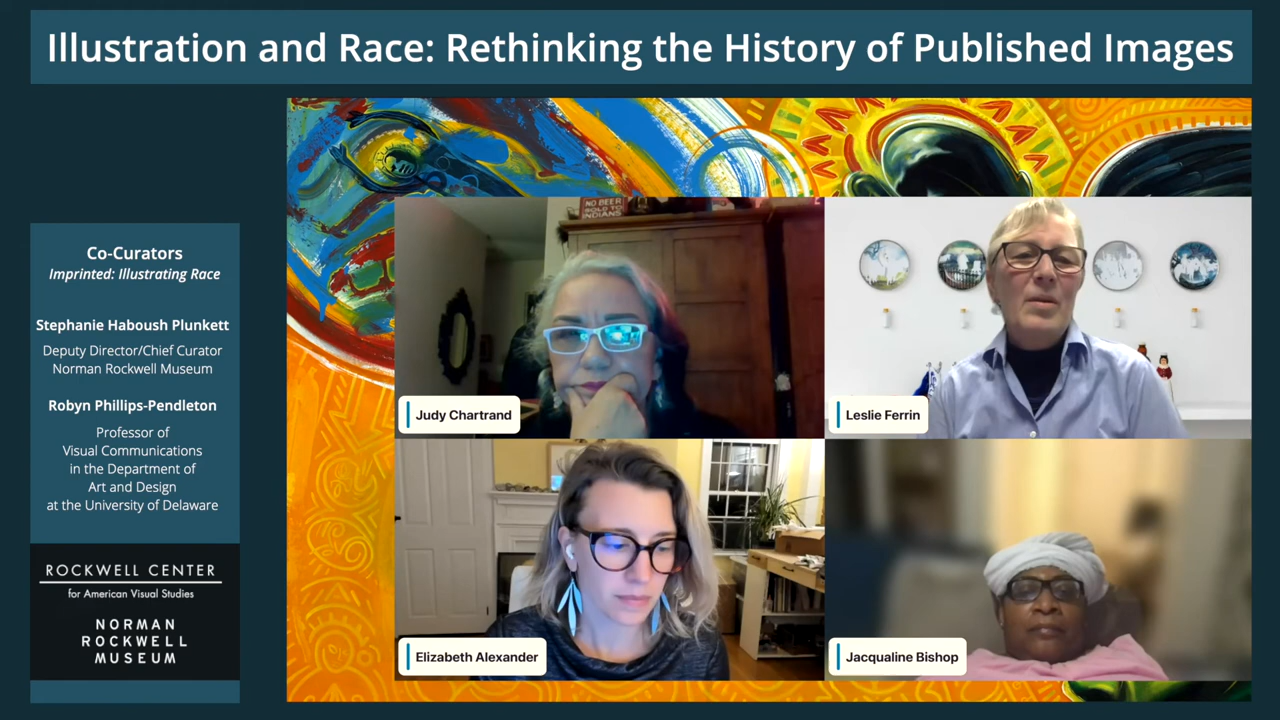 Illustration and Race: Rethinking the History of Published Images
Co-Curators
Imprinted: Illustrating Race
Stephanie Haboush Plunkett
Deputy Director/Chief Curator
Norman Rockwell Museum
Robyn Phillips-Pendleton
Professor of
Visual Communications
in the Department of
Art and Design
at the University of Delaware
ROCKWELL CENTER
for American Visual Studies
NORMAN
ROCKWELL
MUSEUM
NO BEER
SOLD TO
INDIANS
Judy Chartrand
Leslie Ferrin
Elizabeth Alexander
Jacqualine Bishop